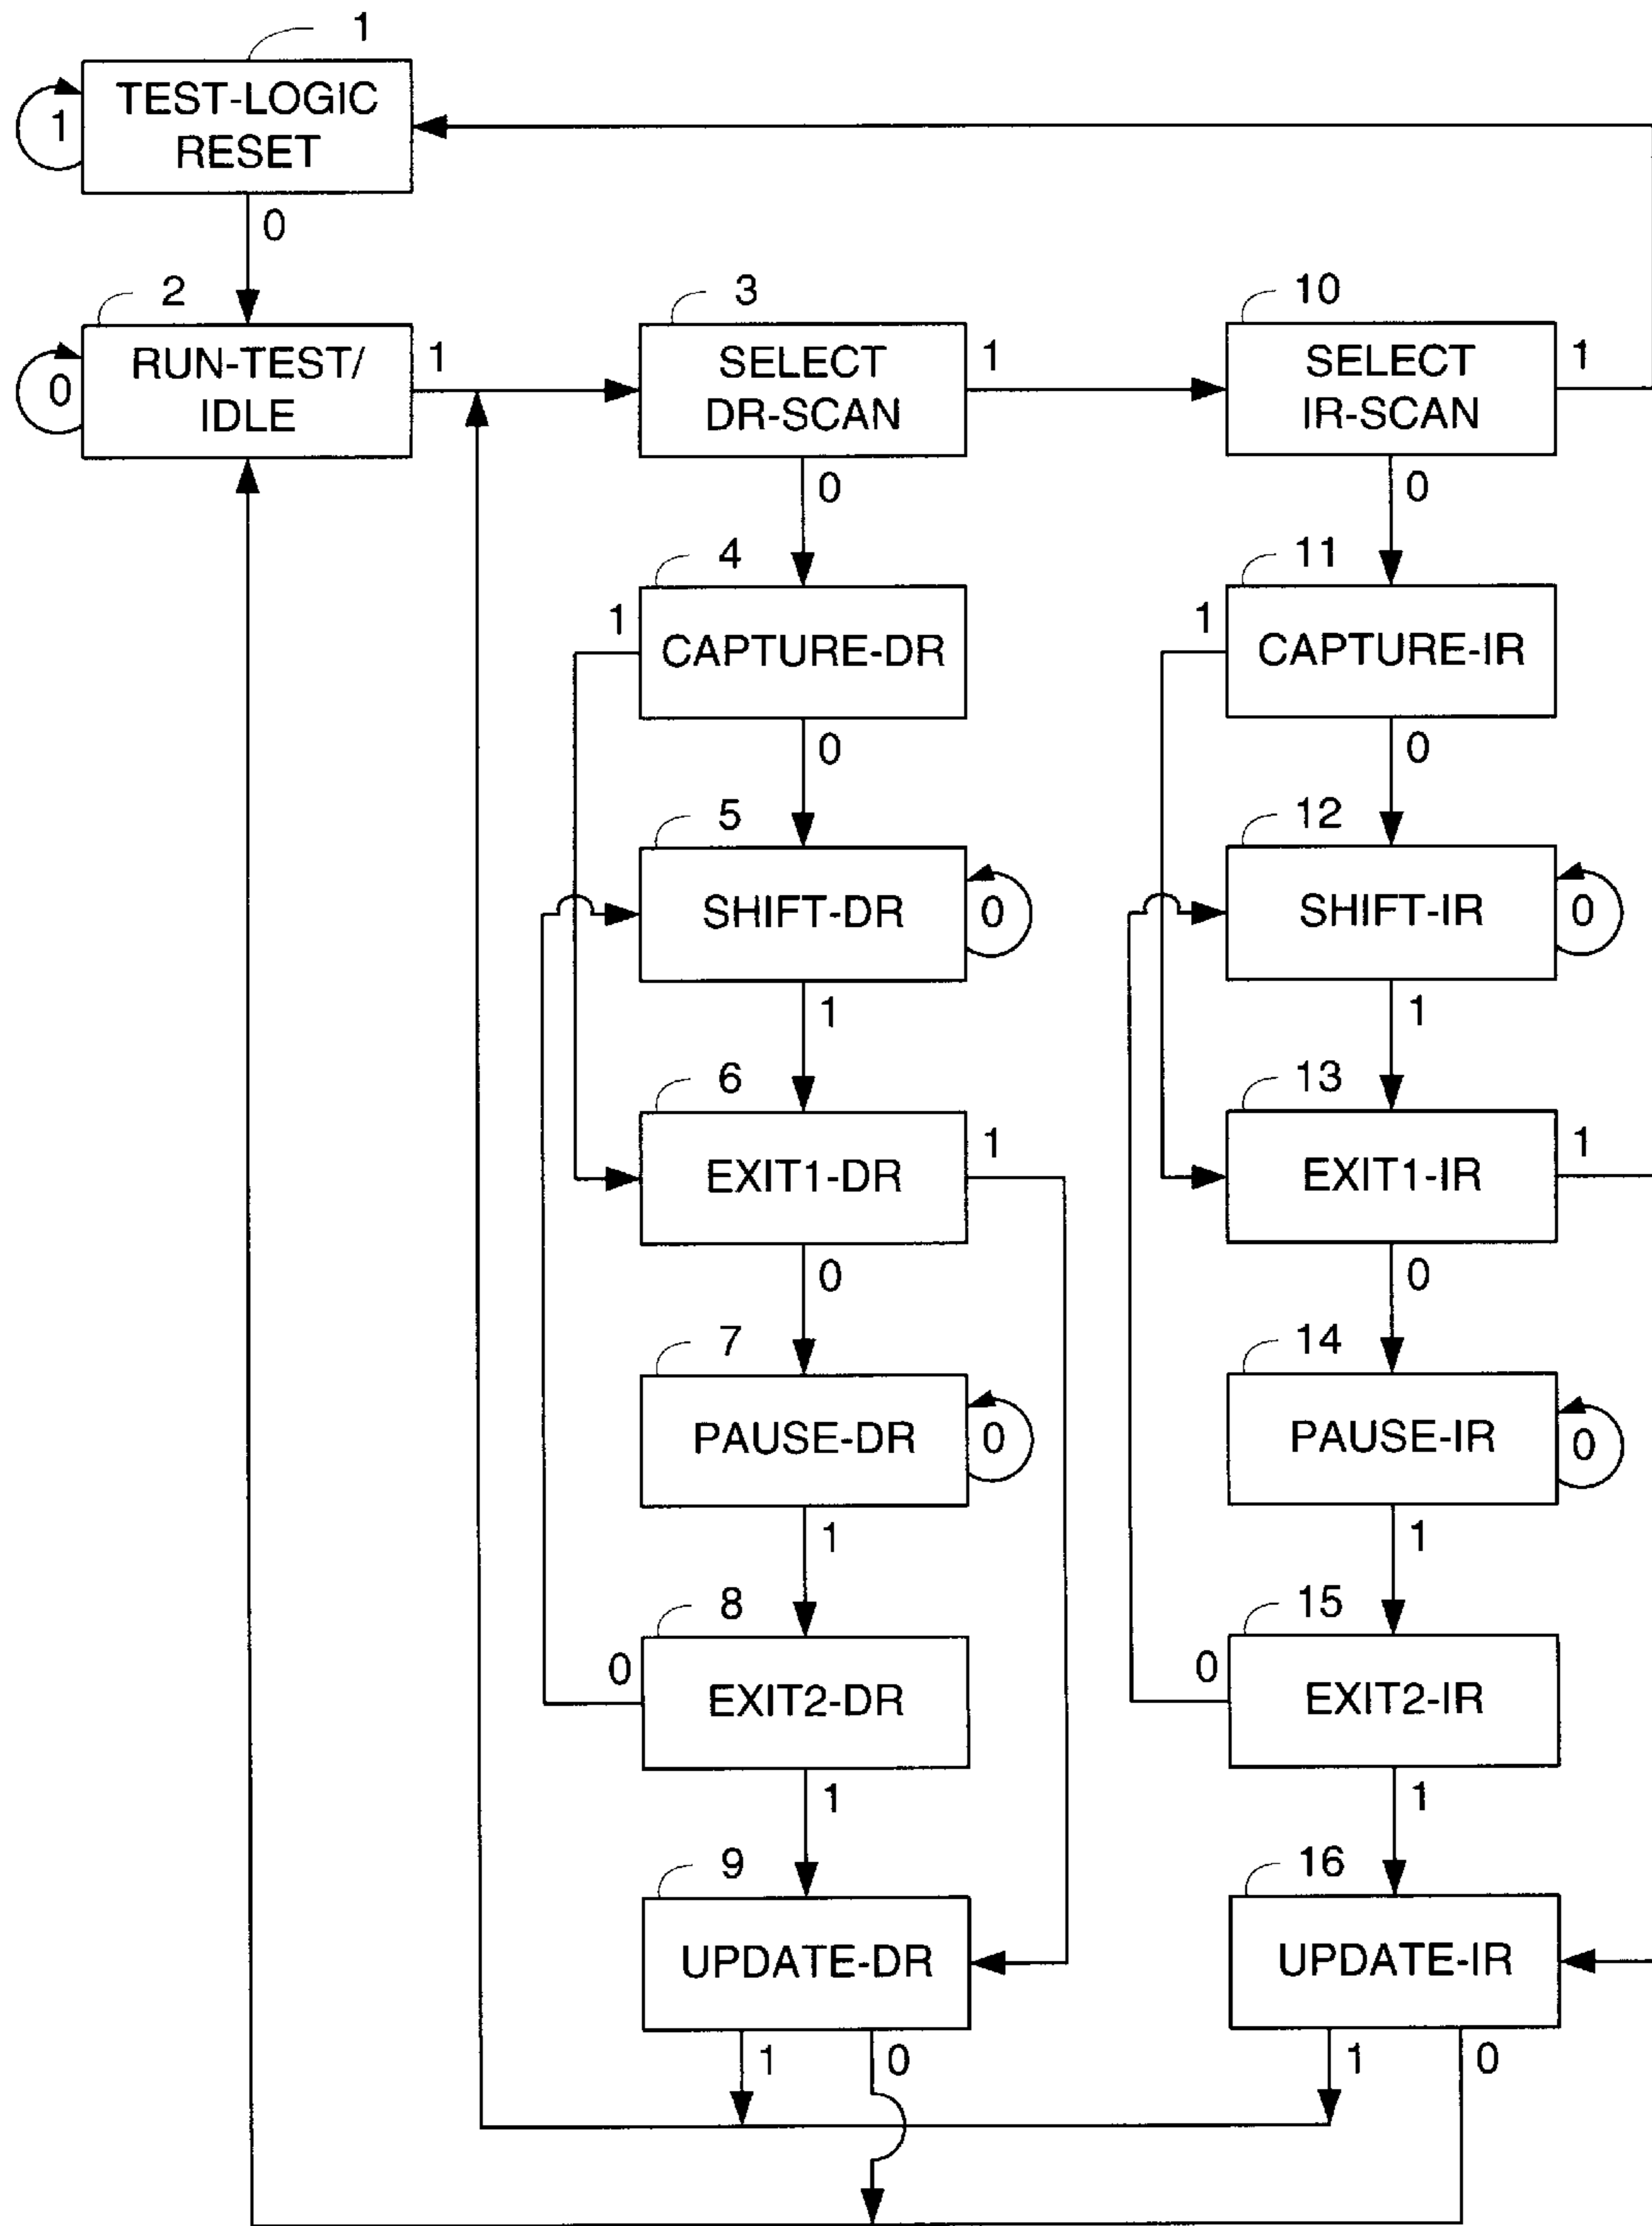 1
TEST-LOGIC
RESET
1
0
2
RUN-TEST/
IDLE
0
1
3
SELECT
DR-SCAN
1
0
10
SELECT
IR-SCAN
1
0
4
CAPTURE-DR
1
0
11
CAPTURE-IR
1
0
5
SHIFT-DR
0
1
12
SHIFT-IR
0
1
6
EXIT1-DR
1
0
13
EXIT1-IR
1
0
7
PAUSE-DR
0
1
14
PAUSE-IR
0
1
8
EXIT2-DR
0
1
15
EXIT2-IR
0
1
9
UPDATE-DR
1
0
16
UPDATE-IR
1
0